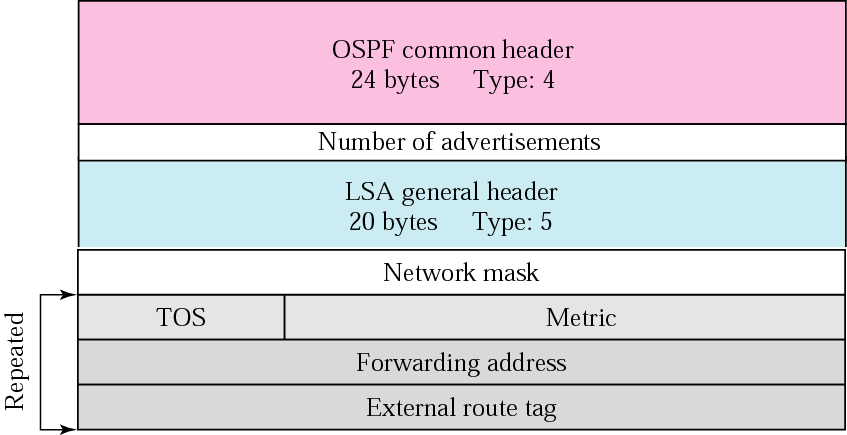 OSPF common header
24 bytes Type: 4
Number of advertisements
LSA general header
20 bytes Type: 5
Network mask
TOS Metric
Forwarding address
External route tag
Repeated